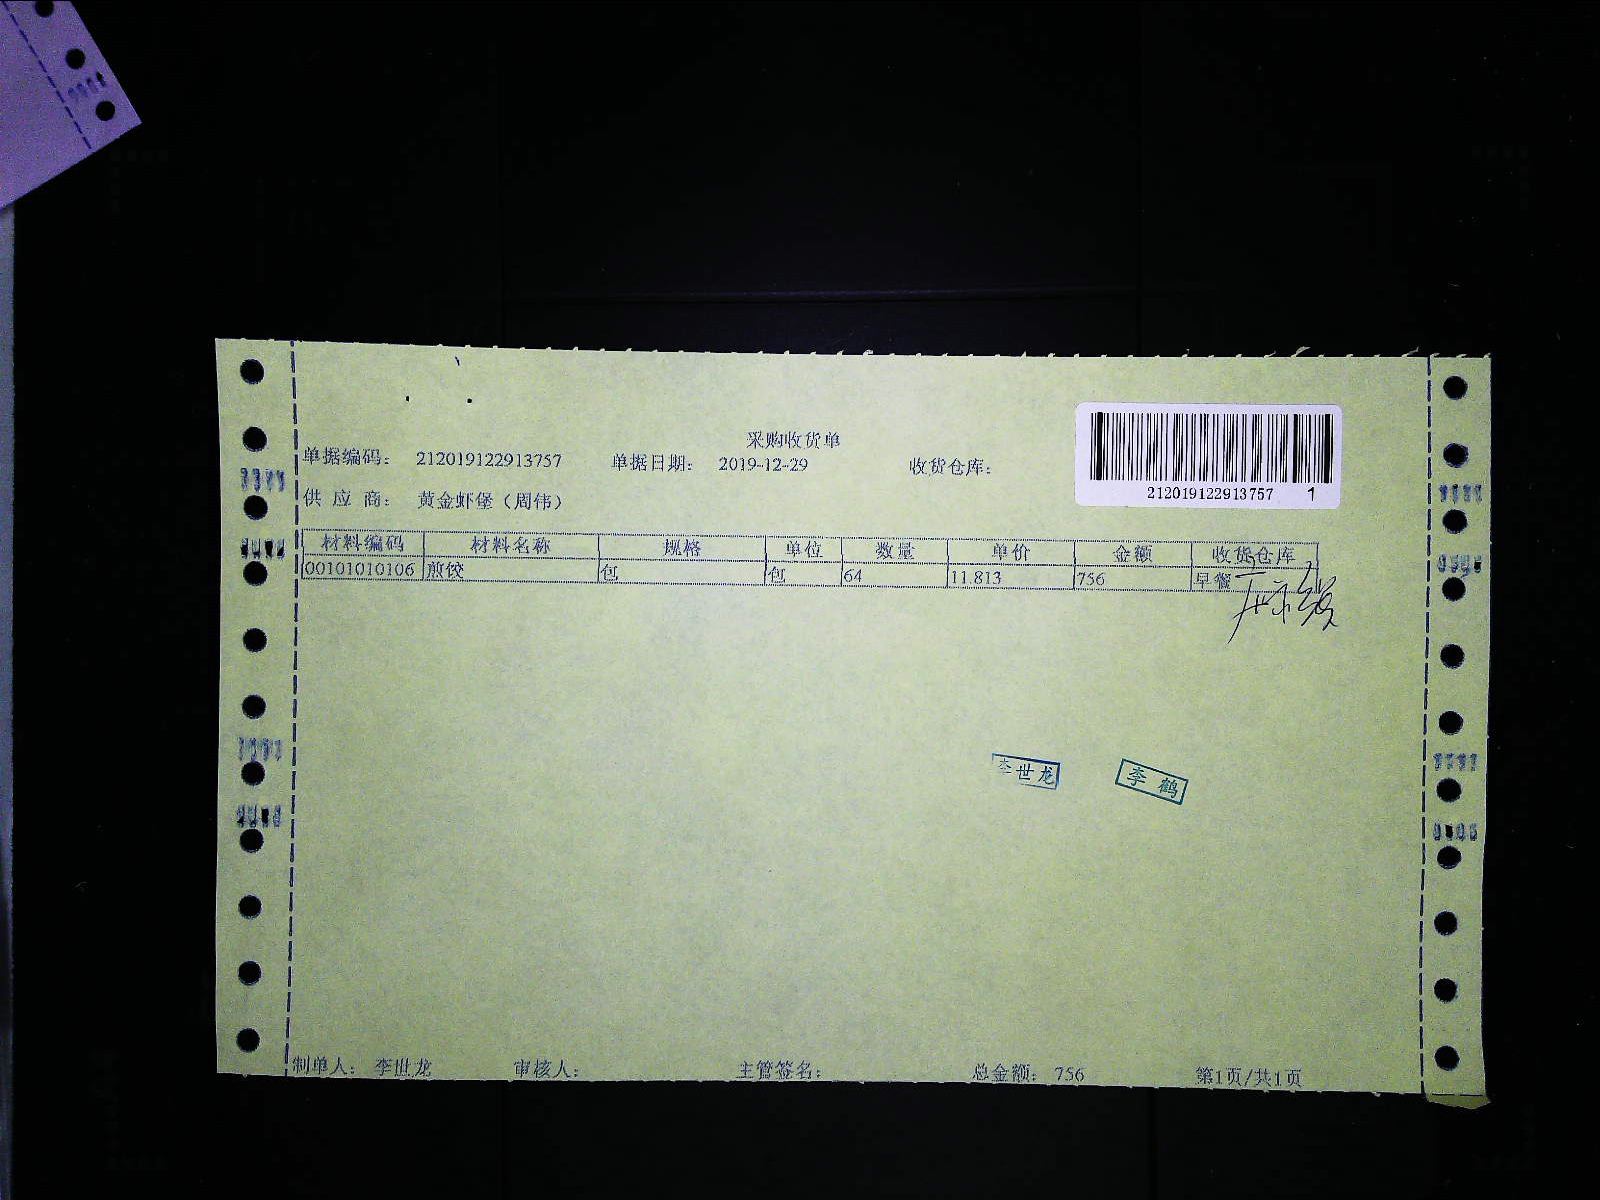 采购收货单
单据编码： 212019122913757 单据日期： 2019-12-29 收货仓库：
212019122913757 1
供 应 商： 黄金虾堡（周伟）
材料编码 材料名称 规格 单位 数量 单价 金额 收货仓库
00101010106 煎饺 包 包 64 11.813 756 早餐
李世龙 李鹤
制单人： 李世龙 审核人： 主管签名： 总金额： 756 第1页/共1页